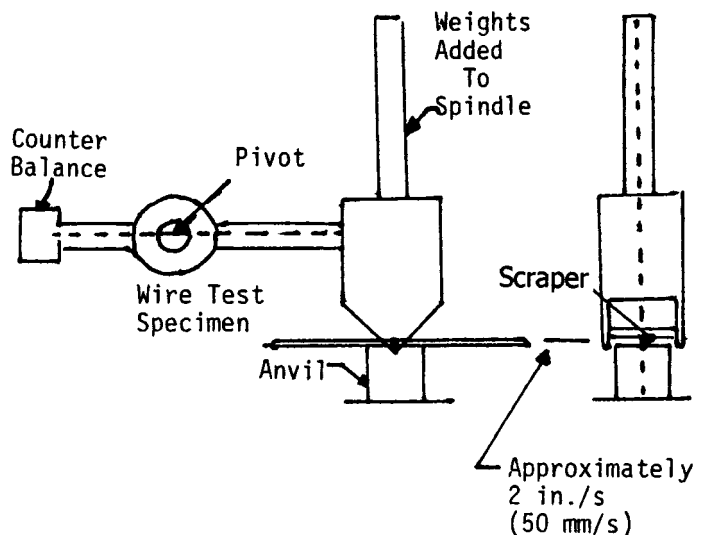 Weights
Added
To
Spindle
Counter
Balance
Pivot
Wire Test
Specimen
Scraper
Anvil
Approximately
2 in./s
(50 mm/s)